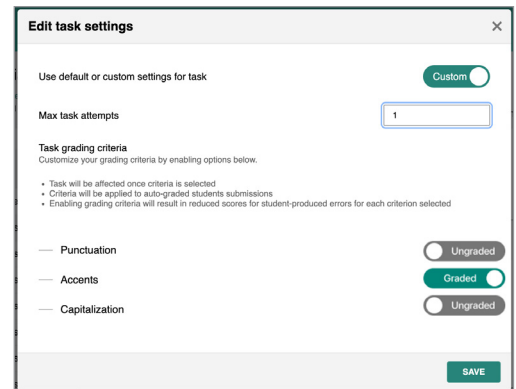 Edit task settings ×
Use default or custom settings for task Custom
Max task attempts 1
Task grading criteria
Customize your grading criteria by enabling options below.
• Task will be affected once criteria is selected
• Criteria will be applied to auto-graded students submissions
• Enabling grading criteria will result in reduced scores for student-produced errors for each criterion selected
— Punctuation Ungraded
— Accents Graded
— Capitalization Ungraded
SAVE